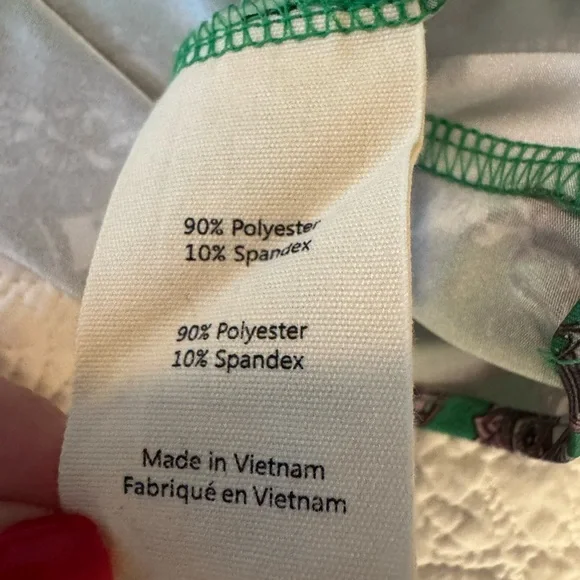 90% Polyester
10% Spandex
90% Polyester
10% Spandex
Made in Vietnam
Fabriqué en Vietnam